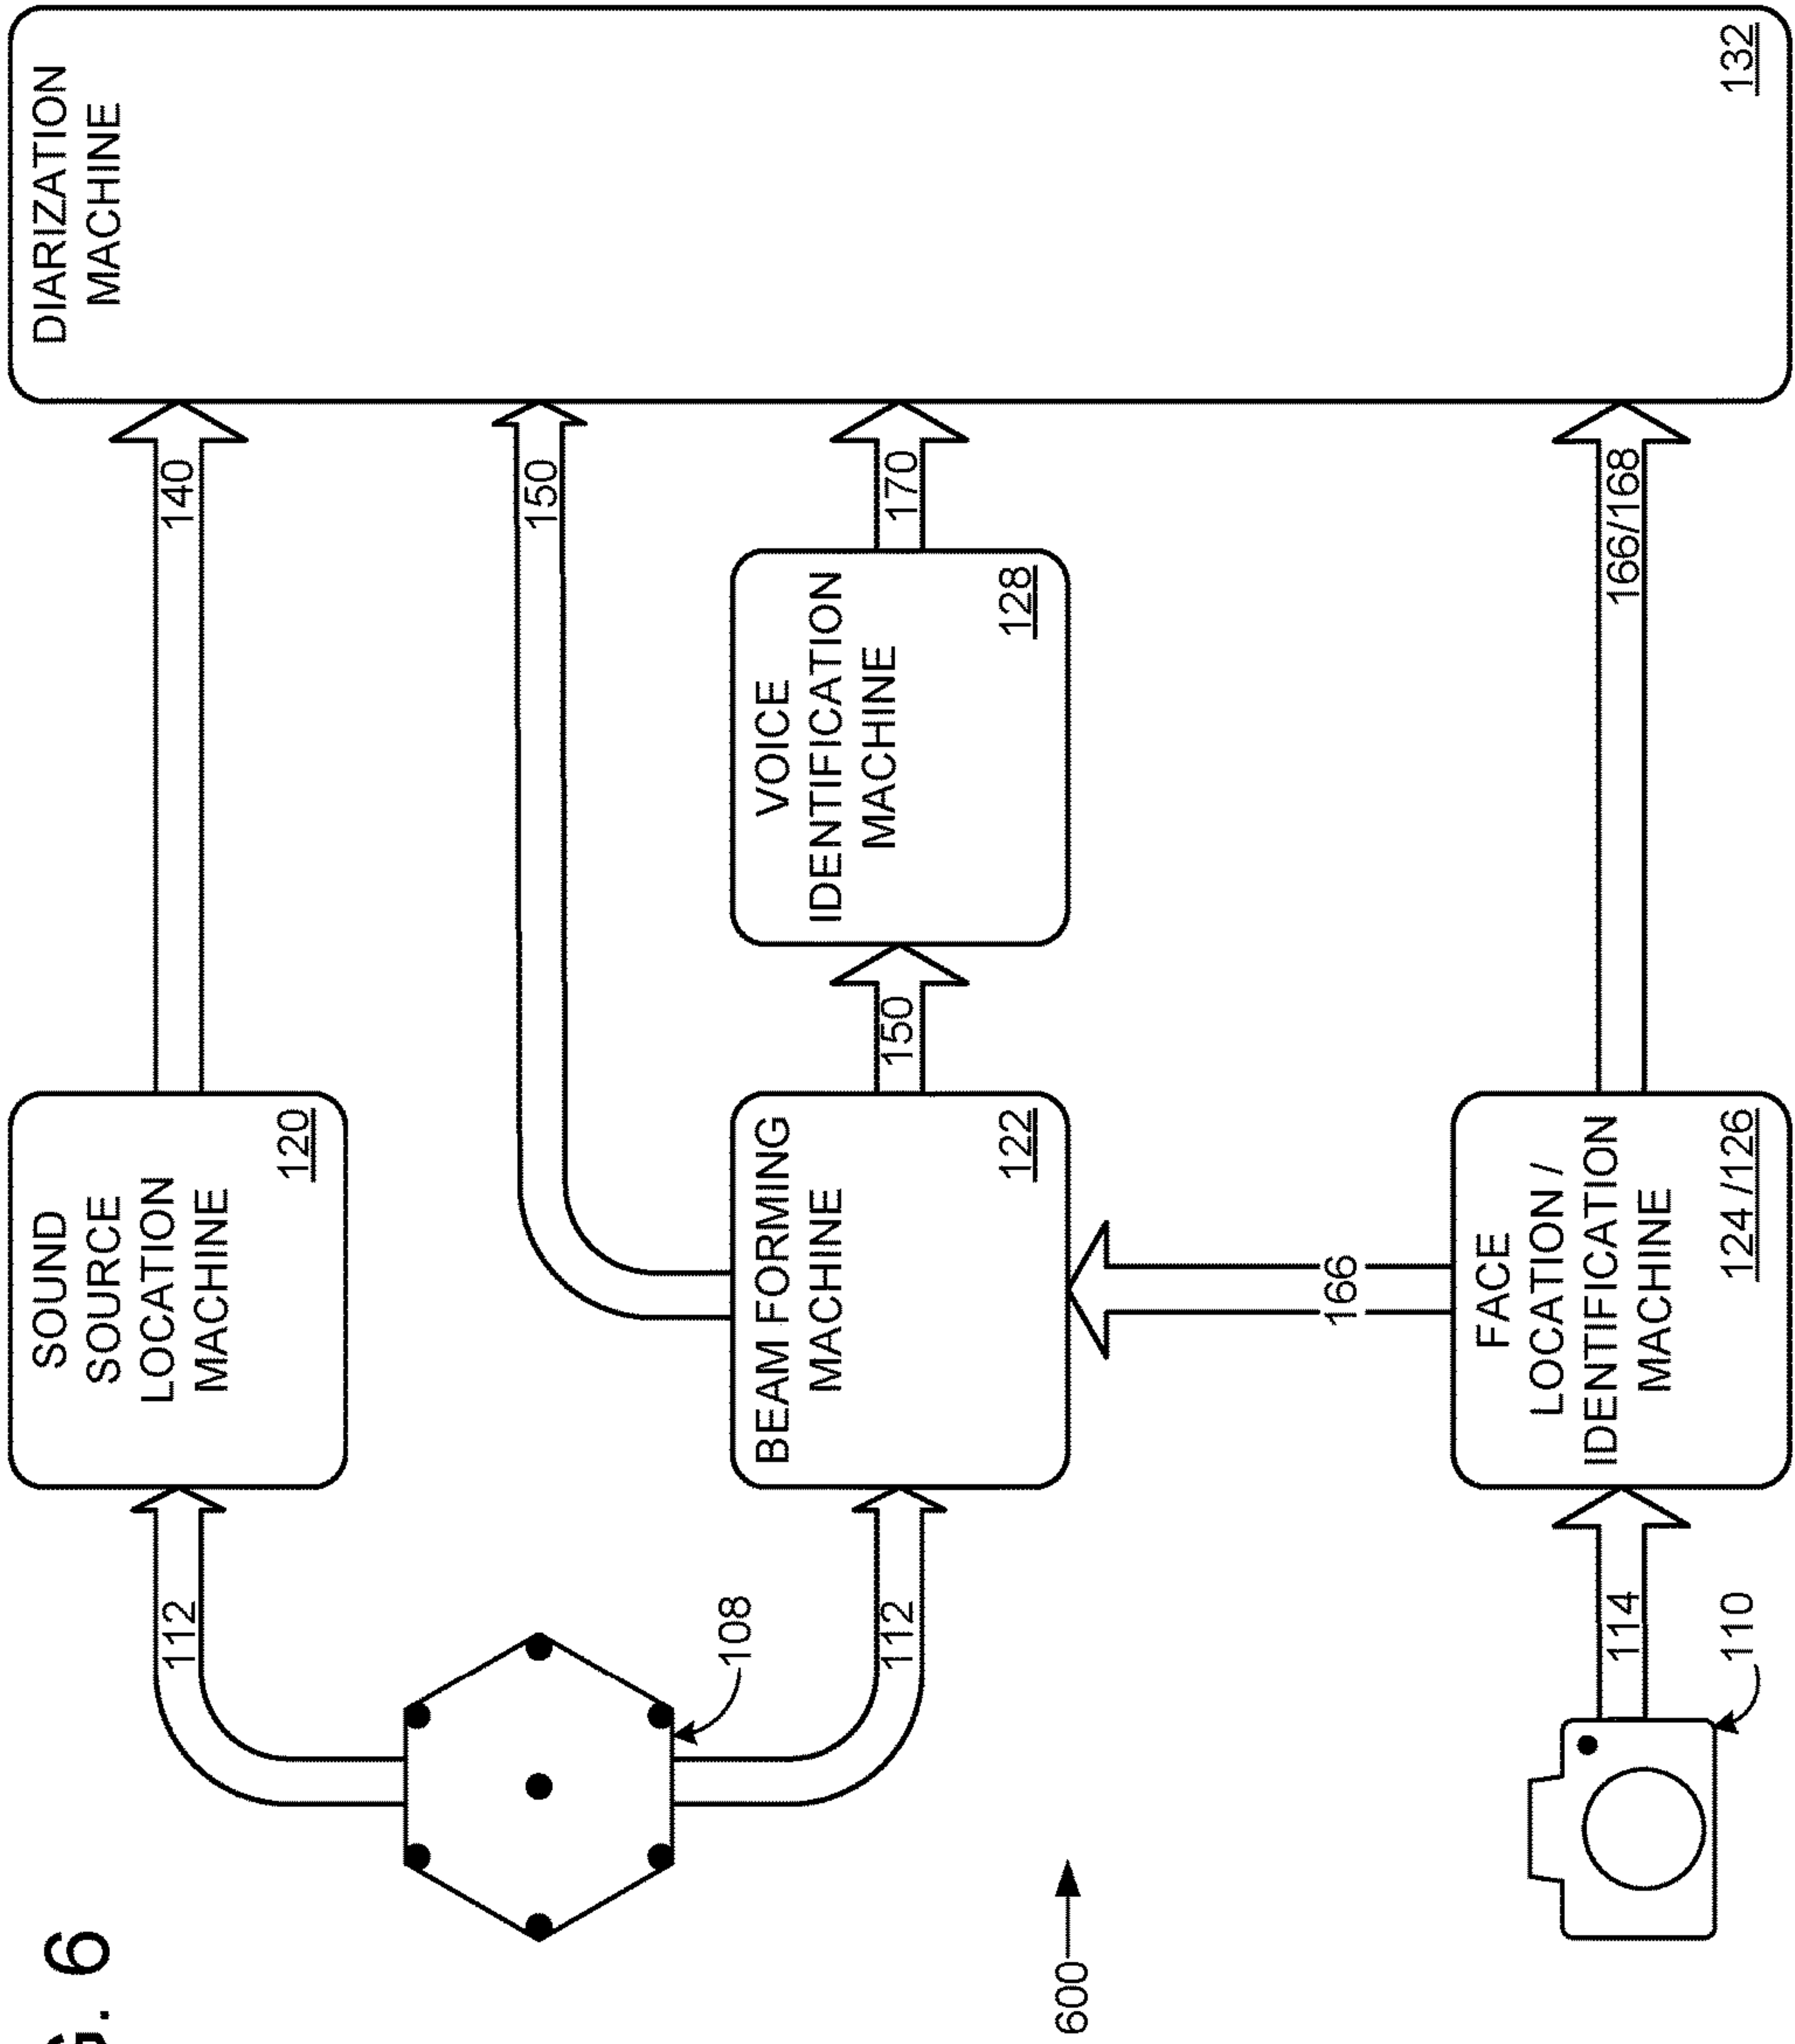 G. 6
112
SOUND
SOURCE
LOCATION
MACHINE
120
140
DIARIZATION
MACHINE
132
108
150
112
BEAM FORMING
MACHINE
122
150
VOICE
IDENTIFICATION
MACHINE
128
170
600
166
114
110
FACE
LOCATION /
IDENTIFICATION
MACHINE
124 /126
166/168